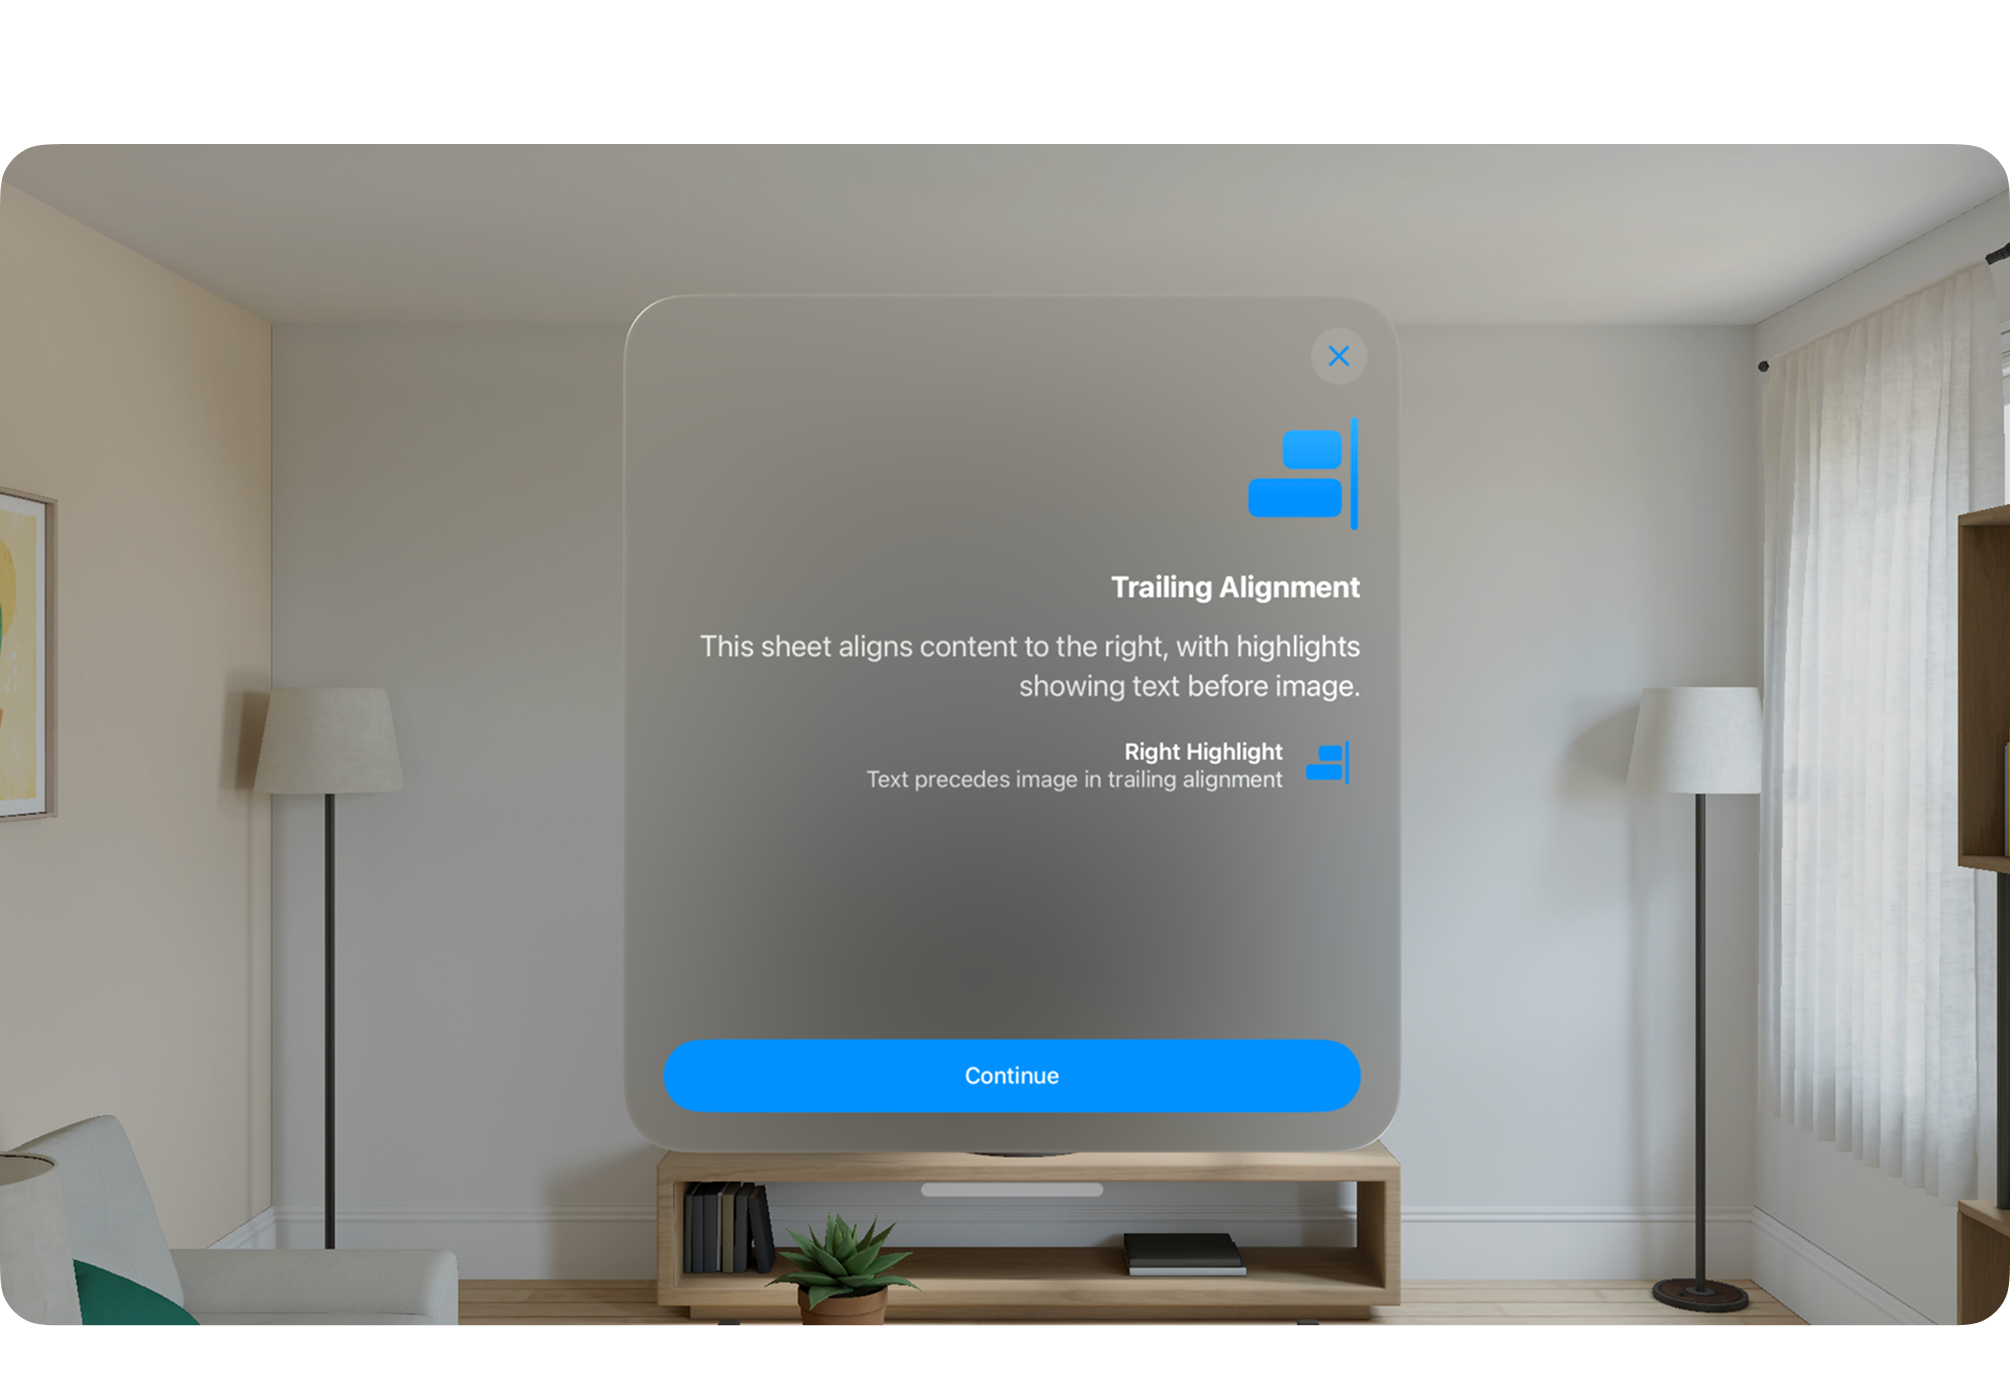 Trailing Alignment
This sheet aligns content to the right, with highlights
showing text before image.
Right Highlight
Text precedes image in trailing alignment
Continue